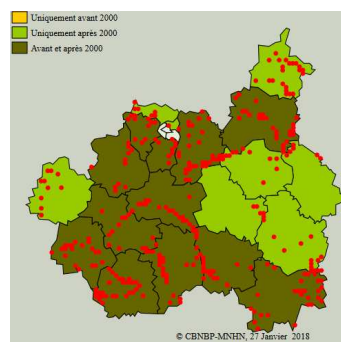 Uniquement avant 2000
Uniquement après 2000
Avant et après 2000
© CBNBP-MNHN, 27 Janvier 2018